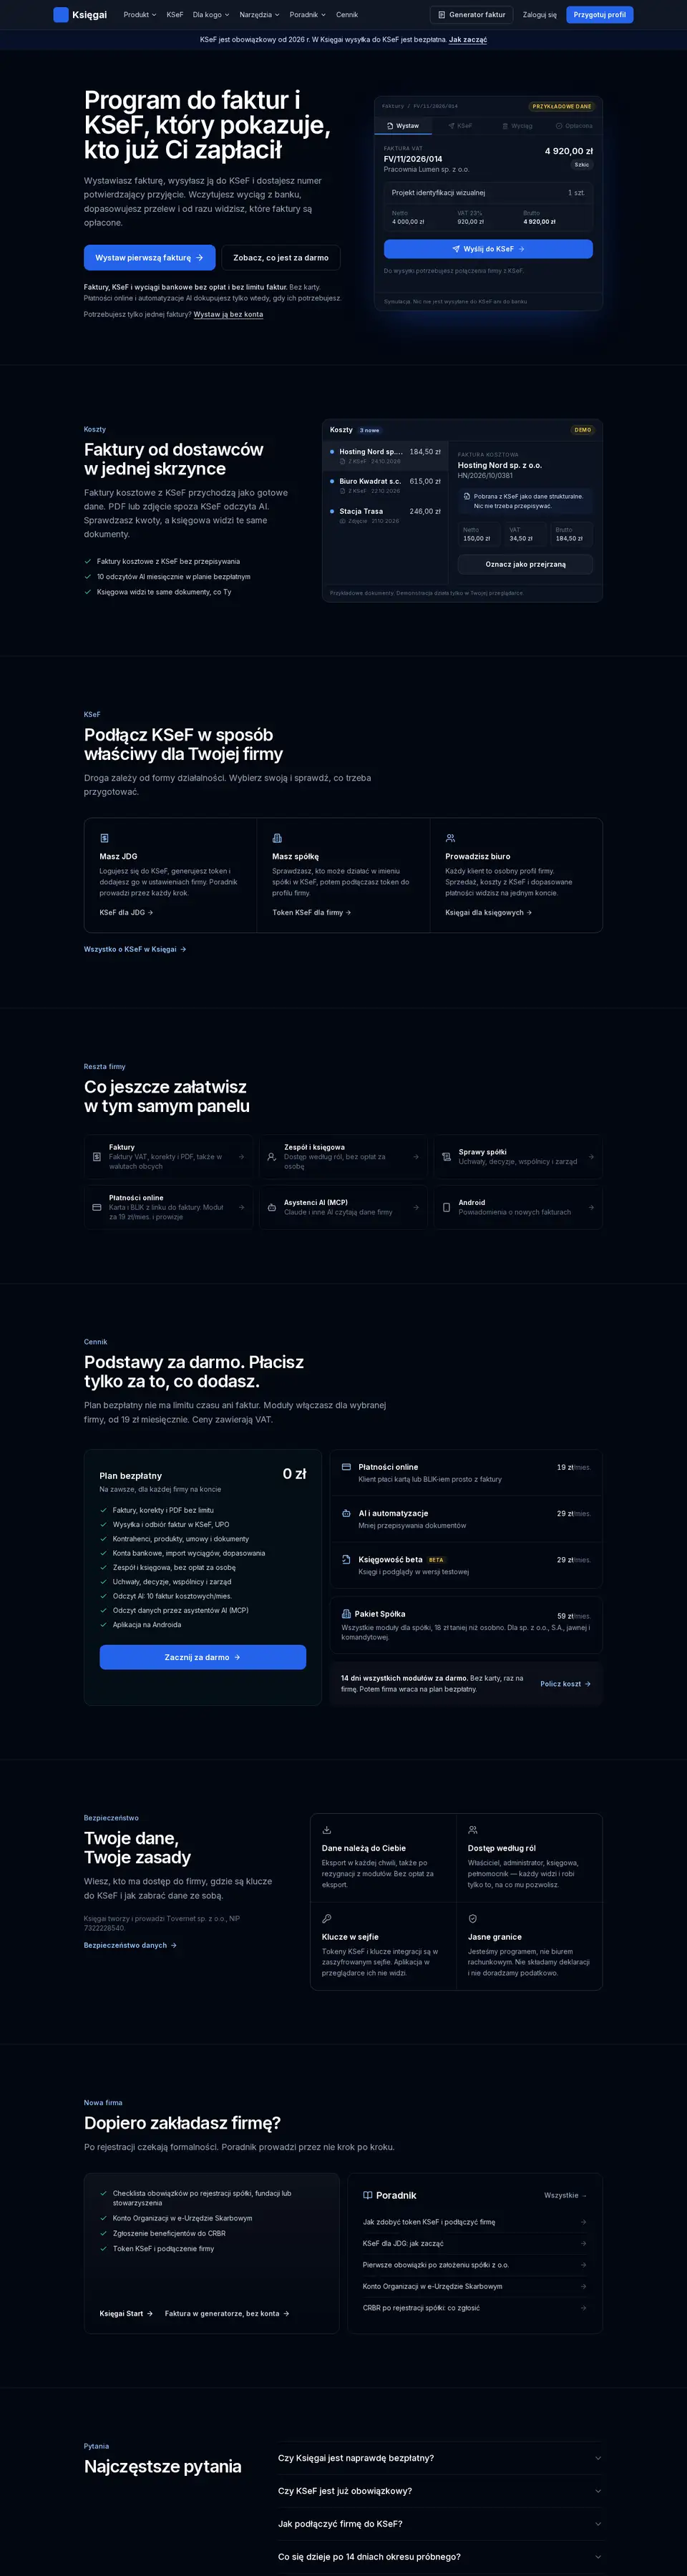 Księgai
Produkt
KSeF
Dla kogo
Narzędzia
Poradnik
Cennik
Generator faktur
Zaloguj się
Przygotuj profil
KSeF jest obowiązkowy od 2026 r. W Księgai wysyłka do KSeF jest bezpłatna. Jak zacząć
Program do faktur i
KSeF, który pokazuje,
kto już Ci zapłacił
Wystawiasz fakturę, wysyłasz ją do KSeF i dostajesz numer
potwierdzający przyjęcie. Wczytujesz wyciąg z banku,
dopasowujesz przelew i od razu widzisz, które faktury są
opłacone.
Wystaw pierwszą fakturę →
Zobacz, co jest za darmo
Faktury, KSeF i wyciągi bankowe bez opłat i bez limitu faktur. Bez karty.
Płatności online i automatyzacje AI dokupujesz tylko wtedy, gdy ich potrzebujesz.
Potrzebujesz tylko jednej faktury? Wystaw ją bez konta
Faktury / FV/11/2026/014
PRZYKŁADOWE DANE
Wystaw
KSeF
Wyciąg
Opłacona
FAKTURA VAT
FV/11/2026/014
Pracownia Lumen sp. z o.o.
4 920,00 zł
Szkic
Projekt identyfikacji wizualnej
1 szt.
Netto
4 000,00 zł
VAT 23%
920,00 zł
Brutto
4 920,00 zł
Wyślij do KSeF →
Do wysyłki potrzebujesz połączenia firmy z KSeF.
Symulacja. Nic nie jest wysyłane do KSeF ani do banku.
Koszty
Faktury od dostawców
w jednej skrzynce
Faktury kosztowe z KSeF przychodzą jako gotowe
dane. PDF lub zdjęcie spoza KSeF odczyta AI.
Sprawdzasz kwoty, a księgowa widzi te same
dokumenty.
Faktury kosztowe z KSeF bez przepisywania
10 odczytów AI miesięcznie w planie bezpłatnym
Księgowa widzi te same dokumenty, co Ty
Koszty
3 nowe
DEMO
Hosting Nord sp.…
184,50 zł
Z KSeF · 24.10.2026
Biuro Kwadrat s.c.
615,00 zł
Z KSeF · 22.10.2026
Stacja Trasa
246,00 zł
Zdjęcie · 21.10.2026
FAKTURA KOSZTOWA
Hosting Nord sp. z o.o.
HN/2026/10/0381
Pobrana z KSeF jako dane strukturalne.
Nic nie trzeba przepisywać.
Netto
150,00 zł
VAT
34,50 zł
Brutto
184,50 zł
Oznacz jako przejrzaną
Przykładowe dokumenty. Demonstracja działa tylko w Twojej przeglądarce.
KSeF
Podłącz KSeF w sposób
właściwy dla Twojej firmy
Droga zależy od formy działalności. Wybierz swoją i sprawdź, co trzeba
przygotować.
Masz JDG
Logujesz się do KSeF, generujesz token i
dodajesz go w ustawieniach firmy. Poradnik
prowadzi przez każdy krok.
KSeF dla JDG →
Masz spółkę
Sprawdzasz, kto może działać w imieniu
spółki w KSeF, potem podłączasz token do
profilu firmy.
Token KSeF dla firmy →
Prowadzisz biuro
Każdy klient to osobny profil firmy.
Sprzedaż, koszty z KSeF i dopasowane
płatności widzisz na jednym koncie.
Księgai dla księgowych →
Wszystko o KSeF w Księgai →
Reszta firmy
Co jeszcze załatwisz
w tym samym panelu
Faktury
Faktury VAT, korekty i PDF, także w
walutach obcych
Zespół i księgowa
Dostęp według ról, bez opłat za
osobę
Sprawy spółki
Uchwały, decyzje, wspólnicy i zarząd
Płatności online
Karta i BLIK z linku do faktury. Moduł
za 19 zł/mies. i prowizje
Asystenci AI (MCP)
Claude i inne AI czytają dane firmy
Android
Powiadomienia o nowych fakturach
Cennik
Podstawy za darmo. Płacisz
tylko za to, co dodasz.
Plan bezpłatny nie ma limitu czasu ani faktur. Moduły włączasz dla wybranej
firmy, od 19 zł miesięcznie. Ceny zawierają VAT.
Plan bezpłatny
0 zł
Na zawsze, dla każdej firmy na koncie
Faktury, korekty i PDF bez limitu
Wysyłka i odbiór faktur w KSeF, UPO
Kontrahenci, produkty, umowy i dokumenty
Konta bankowe, import wyciągów, dopasowania
Zespół i księgowa, bez opłat za osobę
Uchwały, decyzje, wspólnicy i zarząd
Odczyt AI: 10 faktur kosztowych/mies.
Odczyt danych przez asystentów AI (MCP)
Aplikacja na Androida
Zacznij za darmo →
Płatności online
19 zł/mies.
Klient płaci kartą lub BLIK-iem prosto z faktury
AI i automatyzacje
29 zł/mies.
Mniej przepisywania dokumentów
Księgowość beta
BETA
29 zł/mies.
Księgi i podglądy w wersji testowej
Pakiet Spółka
59 zł/mies.
Wszystkie moduły dla spółki, 18 zł taniej niż osobno. Dla sp. z o.o., S.A., jawnej i
komandytowej.
14 dni wszystkich modułów za darmo. Bez karty, raz na
firmę. Potem firma wraca na plan bezpłatny.
Policz koszt →
Bezpieczeństwo
Twoje dane,
Twoje zasady
Wiesz, kto ma dostęp do firmy, gdzie są klucze
do KSeF i jak zabrać dane ze sobą.
Księgai tworzy i prowadzi Tovernet sp. z o.o., NIP
7322228540.
Bezpieczeństwo danych →
Dane należą do Ciebie
Eksport w każdej chwili, także po
rezygnacji z modułów. Bez opłat za
eksport.
Dostęp według ról
Właściciel, administrator, księgowa,
pełnomocnik — każdy widzi i robi
tylko to, na co mu pozwolisz.
Klucze w sejfie
Tokeny KSeF i klucze integracji są w
zaszyfrowanym sejfie. Aplikacja w
przeglądarce ich nie widzi.
Jasne granice
Jesteśmy programem, nie biurem
rachunkowym. Nie składamy deklaracji
i nie doradzamy podatkowo.
Nowa firma
Dopiero zakładasz firmę?
Po rejestracji czekają formalności. Poradnik prowadzi przez nie krok po kroku.
Checklista obowiązków po rejestracji spółki, fundacji lub
stowarzyszenia
Konto Organizacji w e-Urzędzie Skarbowym
Zgłoszenie beneficjentów do CRBR
Token KSeF i podłączenie firmy
Księgai Start →
Faktura w generatorze, bez konta →
Poradnik
Wszystkie →
Jak zdobyć token KSeF i podłączyć firmę
KSeF dla JDG: jak zacząć
Pierwsze obowiązki po założeniu spółki z o.o.
Konto Organizacji w e-Urzędzie Skarbowym
CRBR po rejestracji spółki: co zgłosić
Pytania
Najczęstsze pytania
Czy Księgai jest naprawdę bezpłatny?
Czy KSeF jest już obowiązkowy?
Jak podłączyć firmę do KSeF?
Co się dzieje po 14 dniach okresu próbnego?